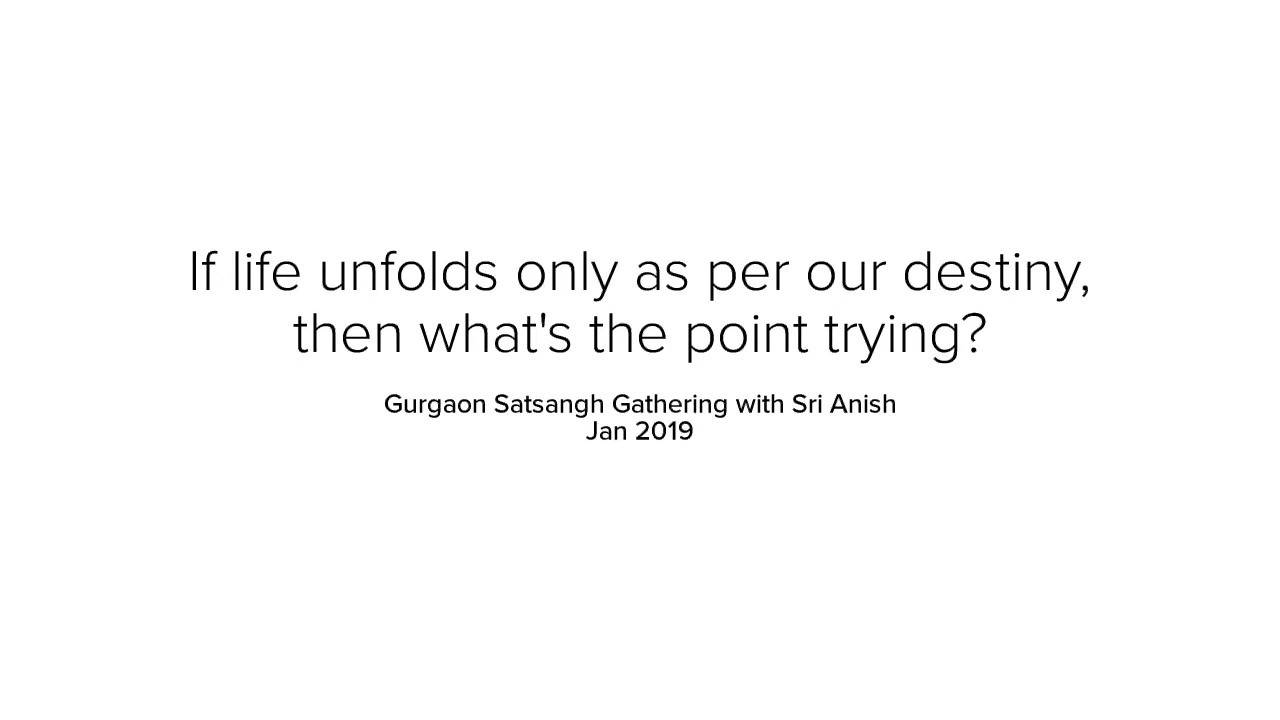 If life unfolds only as per our destiny,
then what's the point trying?
Gurgaon Satsangh Gathering with Sri Anish
Jan 2019